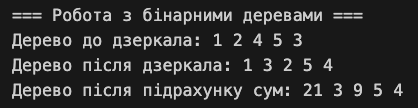 === Робота з бінарними деревами ===
Дерево до дзеркала: 1 2 4 5 3
Дерево після дзеркала: 1 3 2 5 4
Дерево після підрахунку сум: 21 3 9 5 4